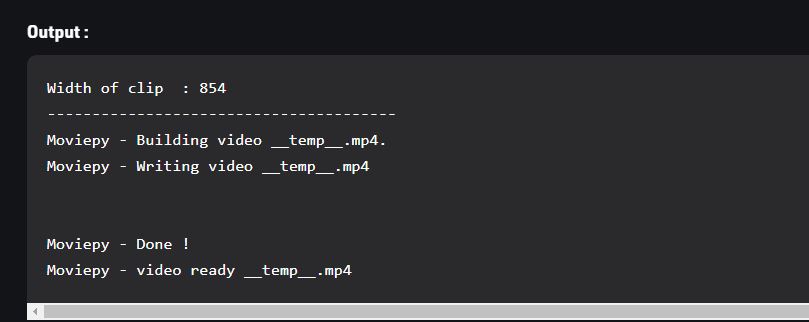 Output :
Width of clip  : 854
---------------------------------------
Moviepy - Building video __temp__.mp4.
Moviepy - Writing video __temp__.mp4
Moviepy - Done !
Moviepy - video ready __temp__.mp4